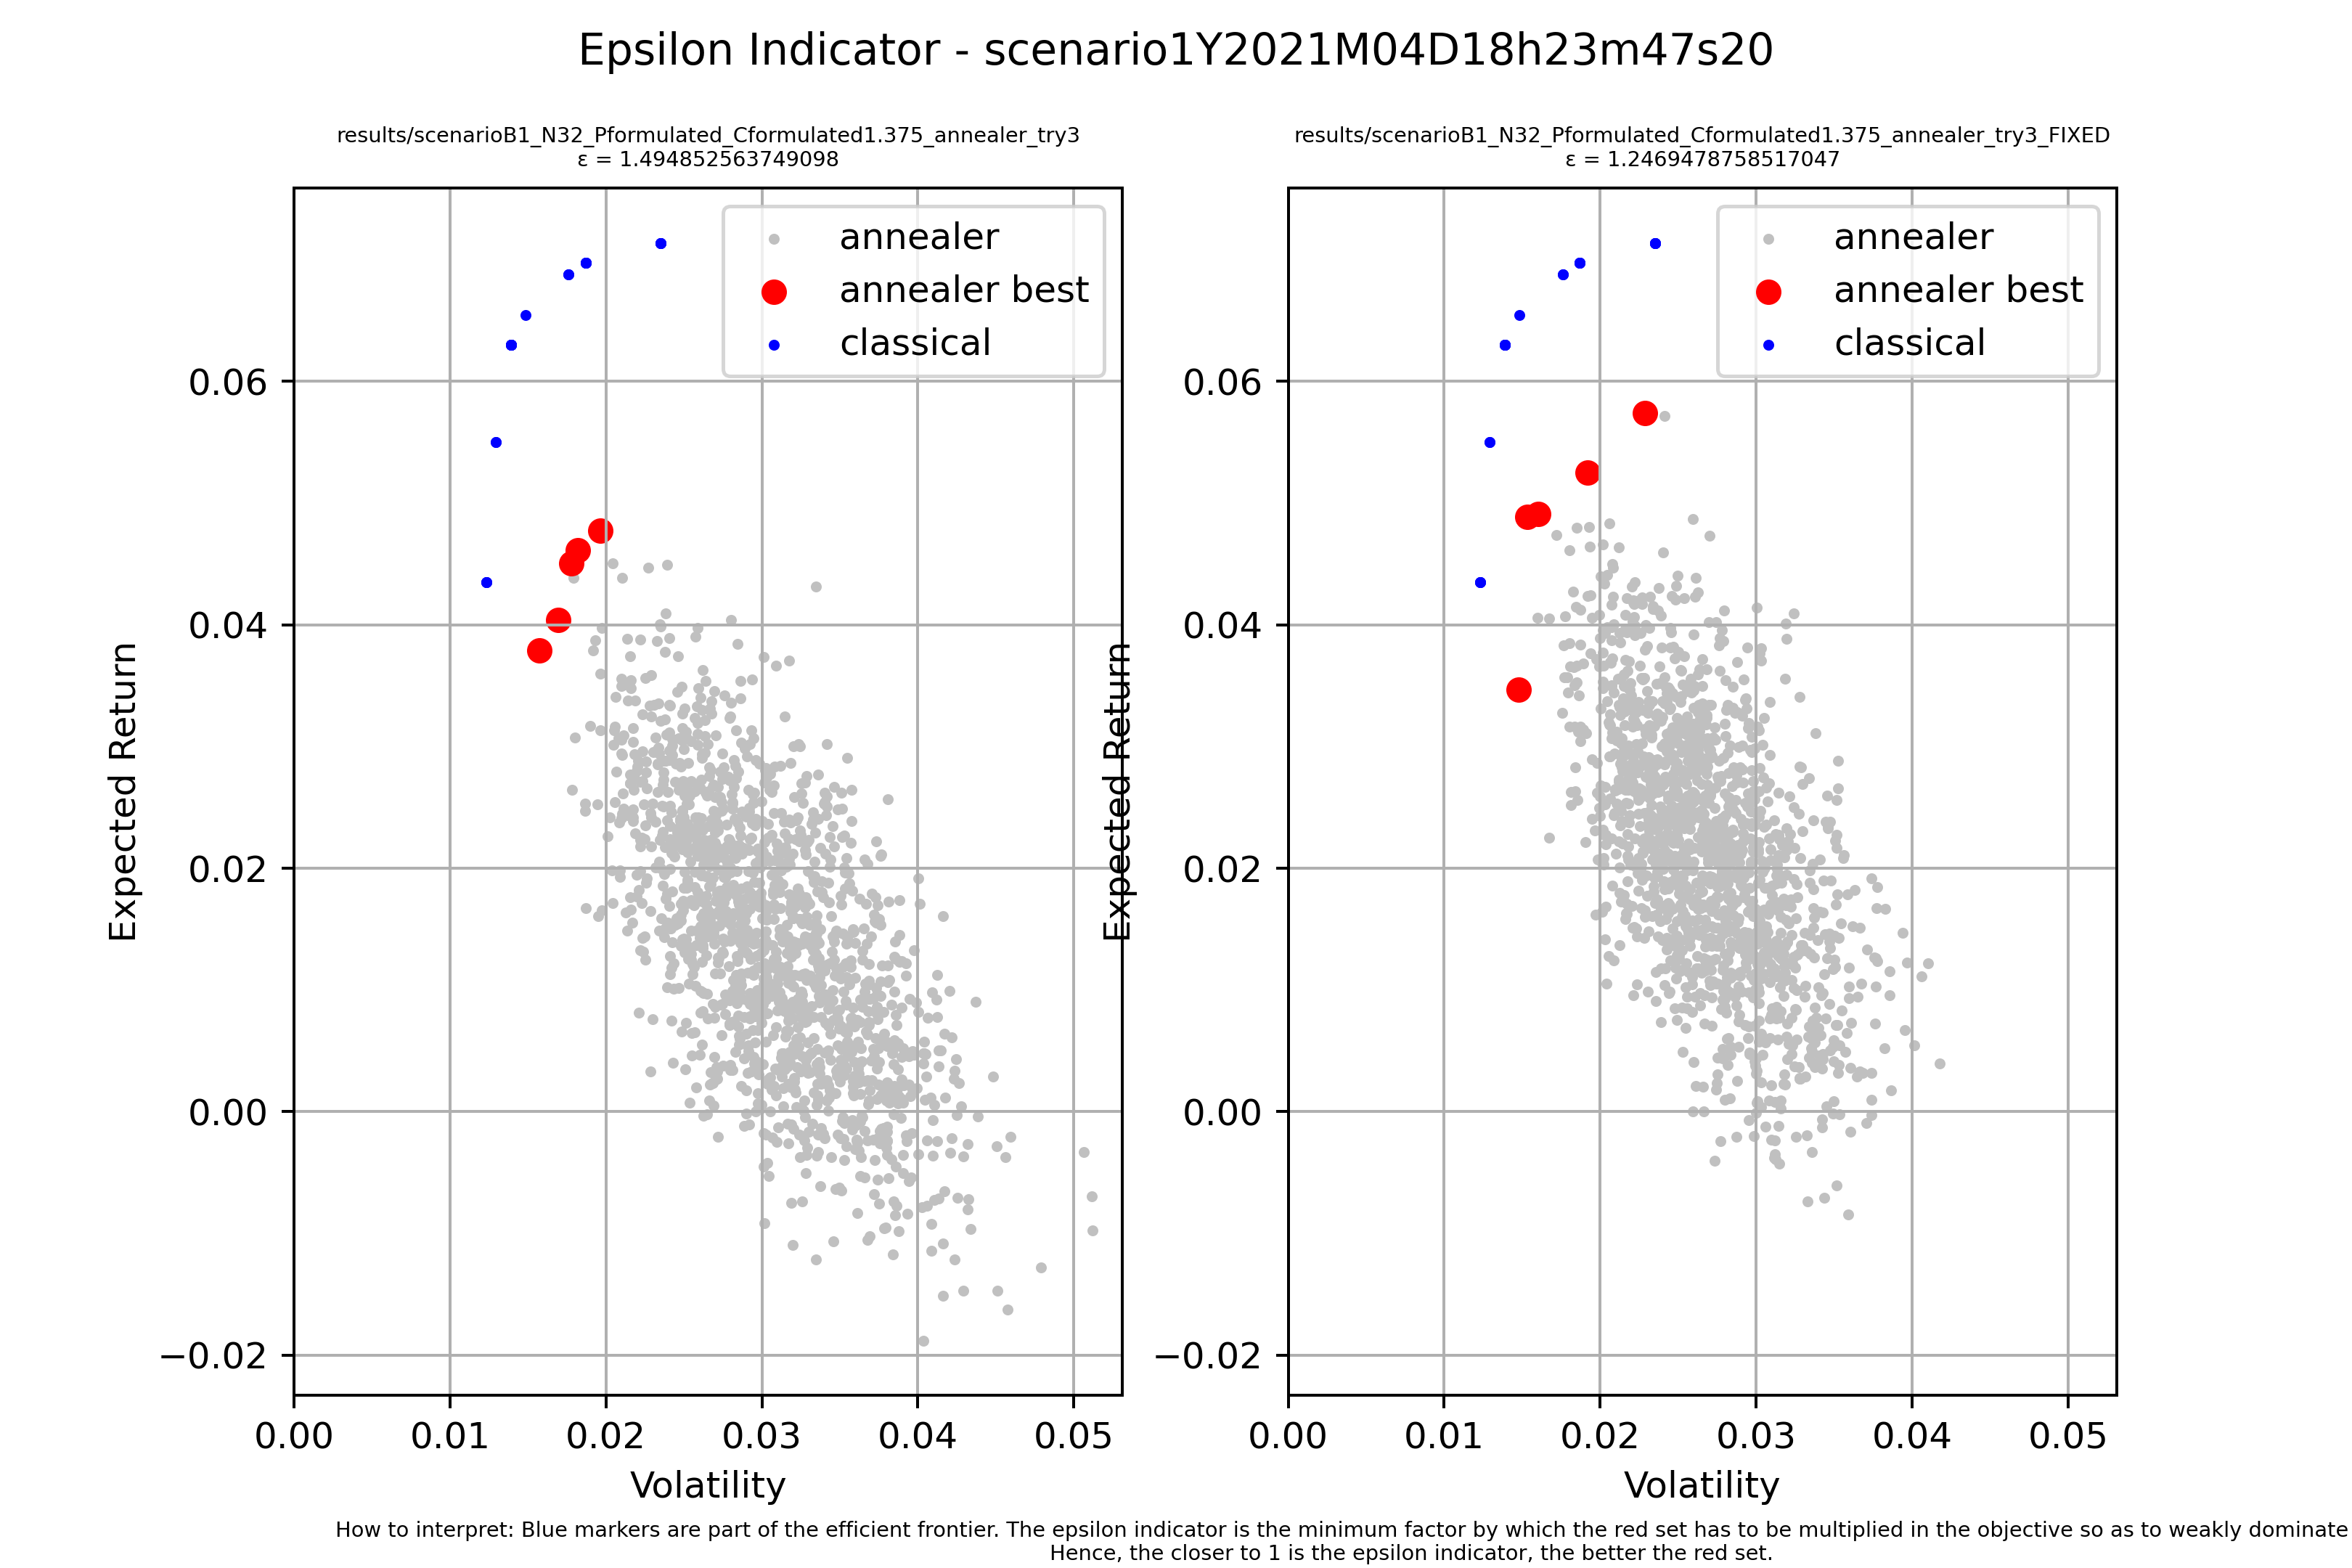 Epsilon Indicator - scenario1Y2021M04D18h23m47s20
results/scenarioB1_N32_Pformulated_Cformulated1.375_annealer_try3
ε = 1.494852563749098
annealer
annealer best
classical
0.06
0.04
0.02
0.00
−0.02
Expected Return
0.00 0.01 0.02 0.03 0.04 0.05
Volatility
results/scenarioB1_N32_Pformulated_Cformulated1.375_annealer_try3_FIXED
ε = 1.2469478758517047
annealer
annealer best
classical
0.06
0.04
0.02
0.00
−0.02
Expected Return
0.00 0.01 0.02 0.03 0.04 0.05
Volatility
How to interpret: Blue markers are part of the efficient frontier. The epsilon indicator is the minimum factor by which the red set has to be multiplied in the objective so as to weakly dominate
Hence, the closer to 1 is the epsilon indicator, the better the red set.